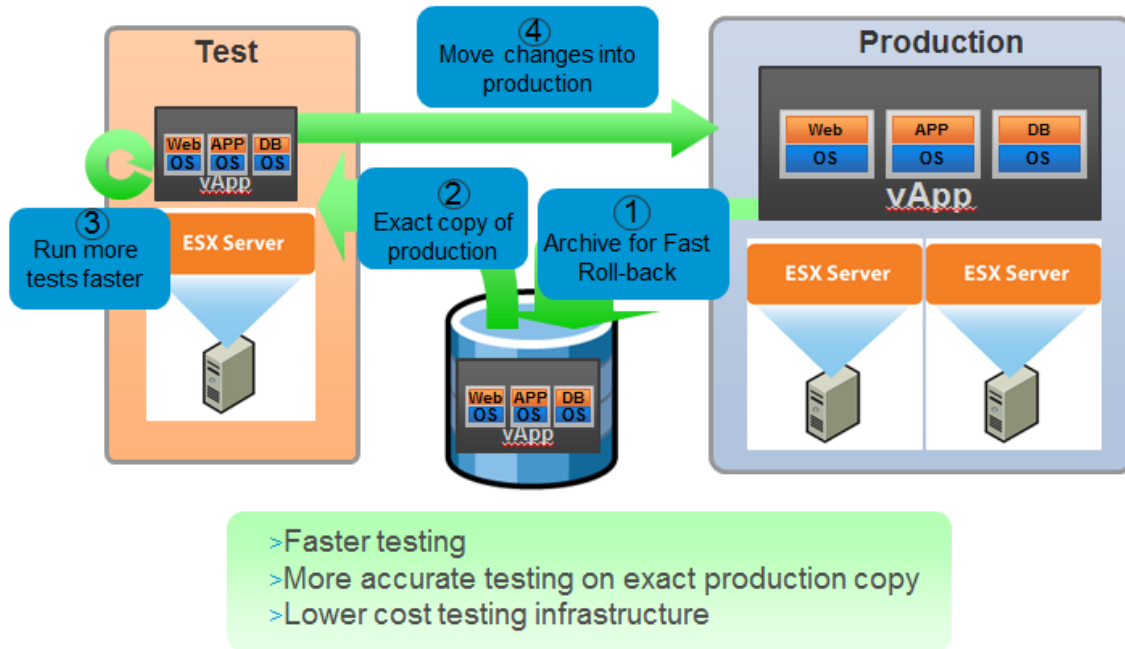 Test
Web APP DB
OS OS OS
vApp
ESX Server
③
Run more
tests faster
④
Move changes into
production
②
Exact copy of
production
①
Archive for Fast
Roll-back
Web APP DB
OS OS OS
vApp
Production
Web APP DB
OS OS OS
vApp
ESX Server ESX Server
>Faster testing
>More accurate testing on exact production copy
>Lower cost testing infrastructure